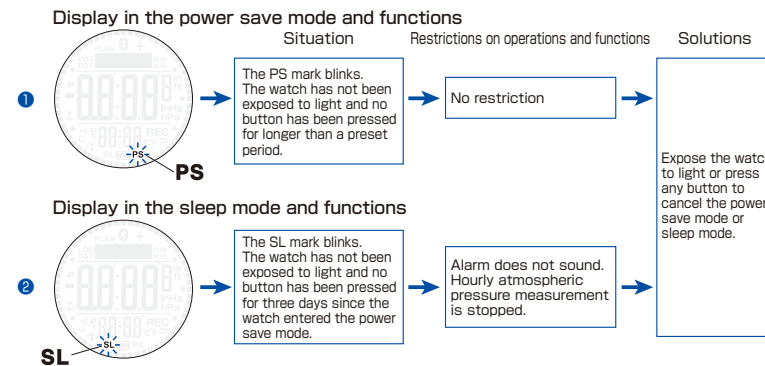 Display in the power save mode and functions
Situation
Restrictions on operations and functions
Solutions
1
PS
PS
The PS mark blinks.
The watch has not been
exposed to light and no
button has been pressed
for longer than a preset
period.
No restriction
Expose the watc
to light or press
any button to
cancel the power
save mode or
sleep mode.
Display in the sleep mode and functions
2
SL
SL
The SL mark blinks.
The watch has not been
exposed to light and no
button has been pressed
for three days since the
watch entered the power
save mode.
Alarm does not sound.
Hourly atmospheric
pressure measurement
is stopped.